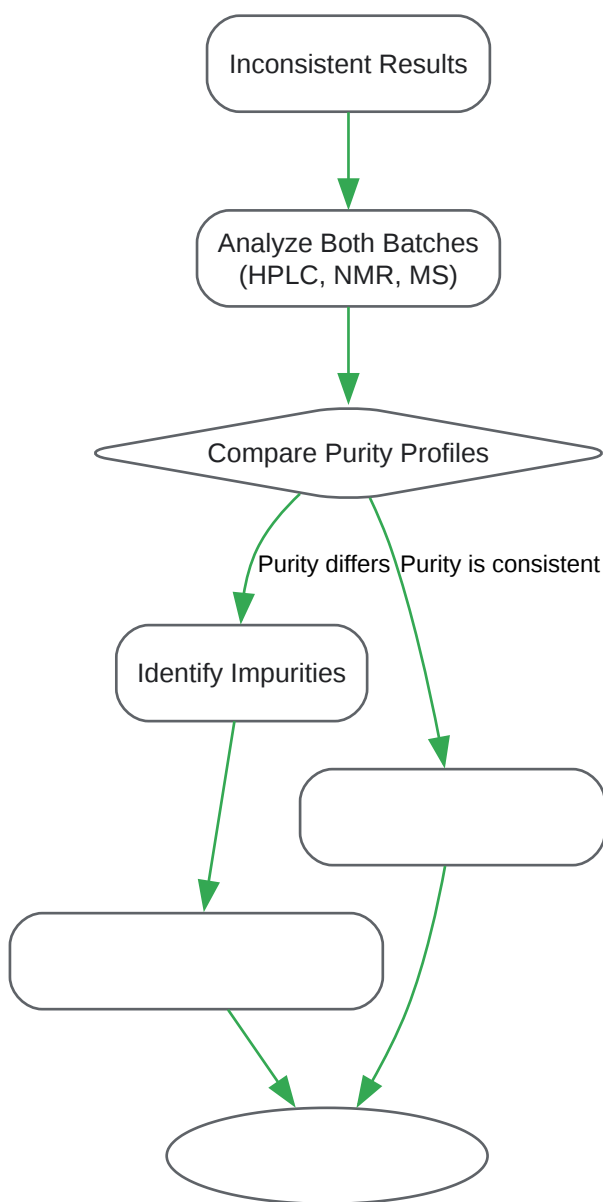 Inconsistent Results
Analyze Both Batches
(HPLC, NMR, MS)
Compare Purity Profiles
Purity differs
Purity is consistent
Identify Impurities